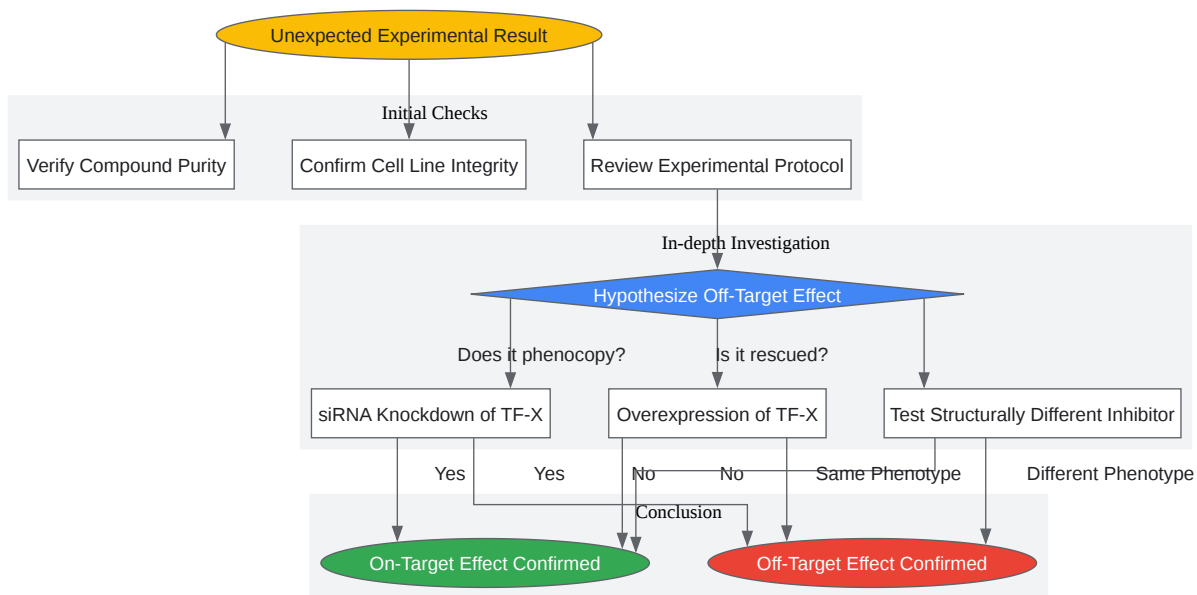 Unexpected Experimental Result
Initial Checks
Verify Compound Purity
Confirm Cell Line Integrity
Review Experimental Protocol
In-depth Investigation
Hypothesize Off-Target Effect
Does it phenocopy?
Is it rescued?
siRNA Knockdown of TF-X
Overexpression of TF-X
Test Structurally Different Inhibitor
Yes
Yes
No
No
Same Phenotype
Different Phenotype
Conclusion
On-Target Effect Confirmed
Off-Target Effect Confirmed